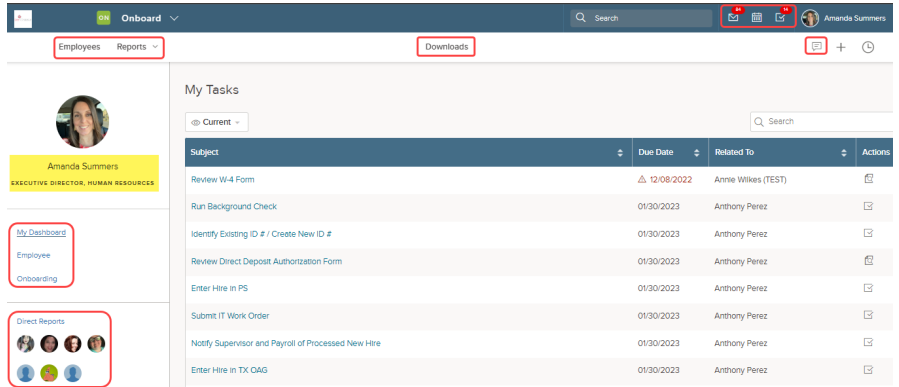 ON Onboard Search Amanda Summers
Employees Reports Downloads
My Tasks
Current Search
Amanda Summers
EXECUTIVE DIRECTOR, HUMAN RESOURCES
My Dashboard
Employee
Onboarding
Direct Reports
Subject Due Date Related To Actions
Review W-4 Form 12/08/2022 Annie Wilkes (TEST)
Run Background Check 01/30/2023 Anthony Perez
Identify Existing ID # / Create New ID # 01/30/2023 Anthony Perez
Review Direct Deposit Authorization Form 01/30/2023 Anthony Perez
Enter Hire in PS 01/30/2023 Anthony Perez
Submit IT Work Order 01/30/2023 Anthony Perez
Notify Supervisor and Payroll of Processed New Hire 01/30/2023 Anthony Perez
Enter Hire in TX OAG 01/30/2023 Anthony Perez